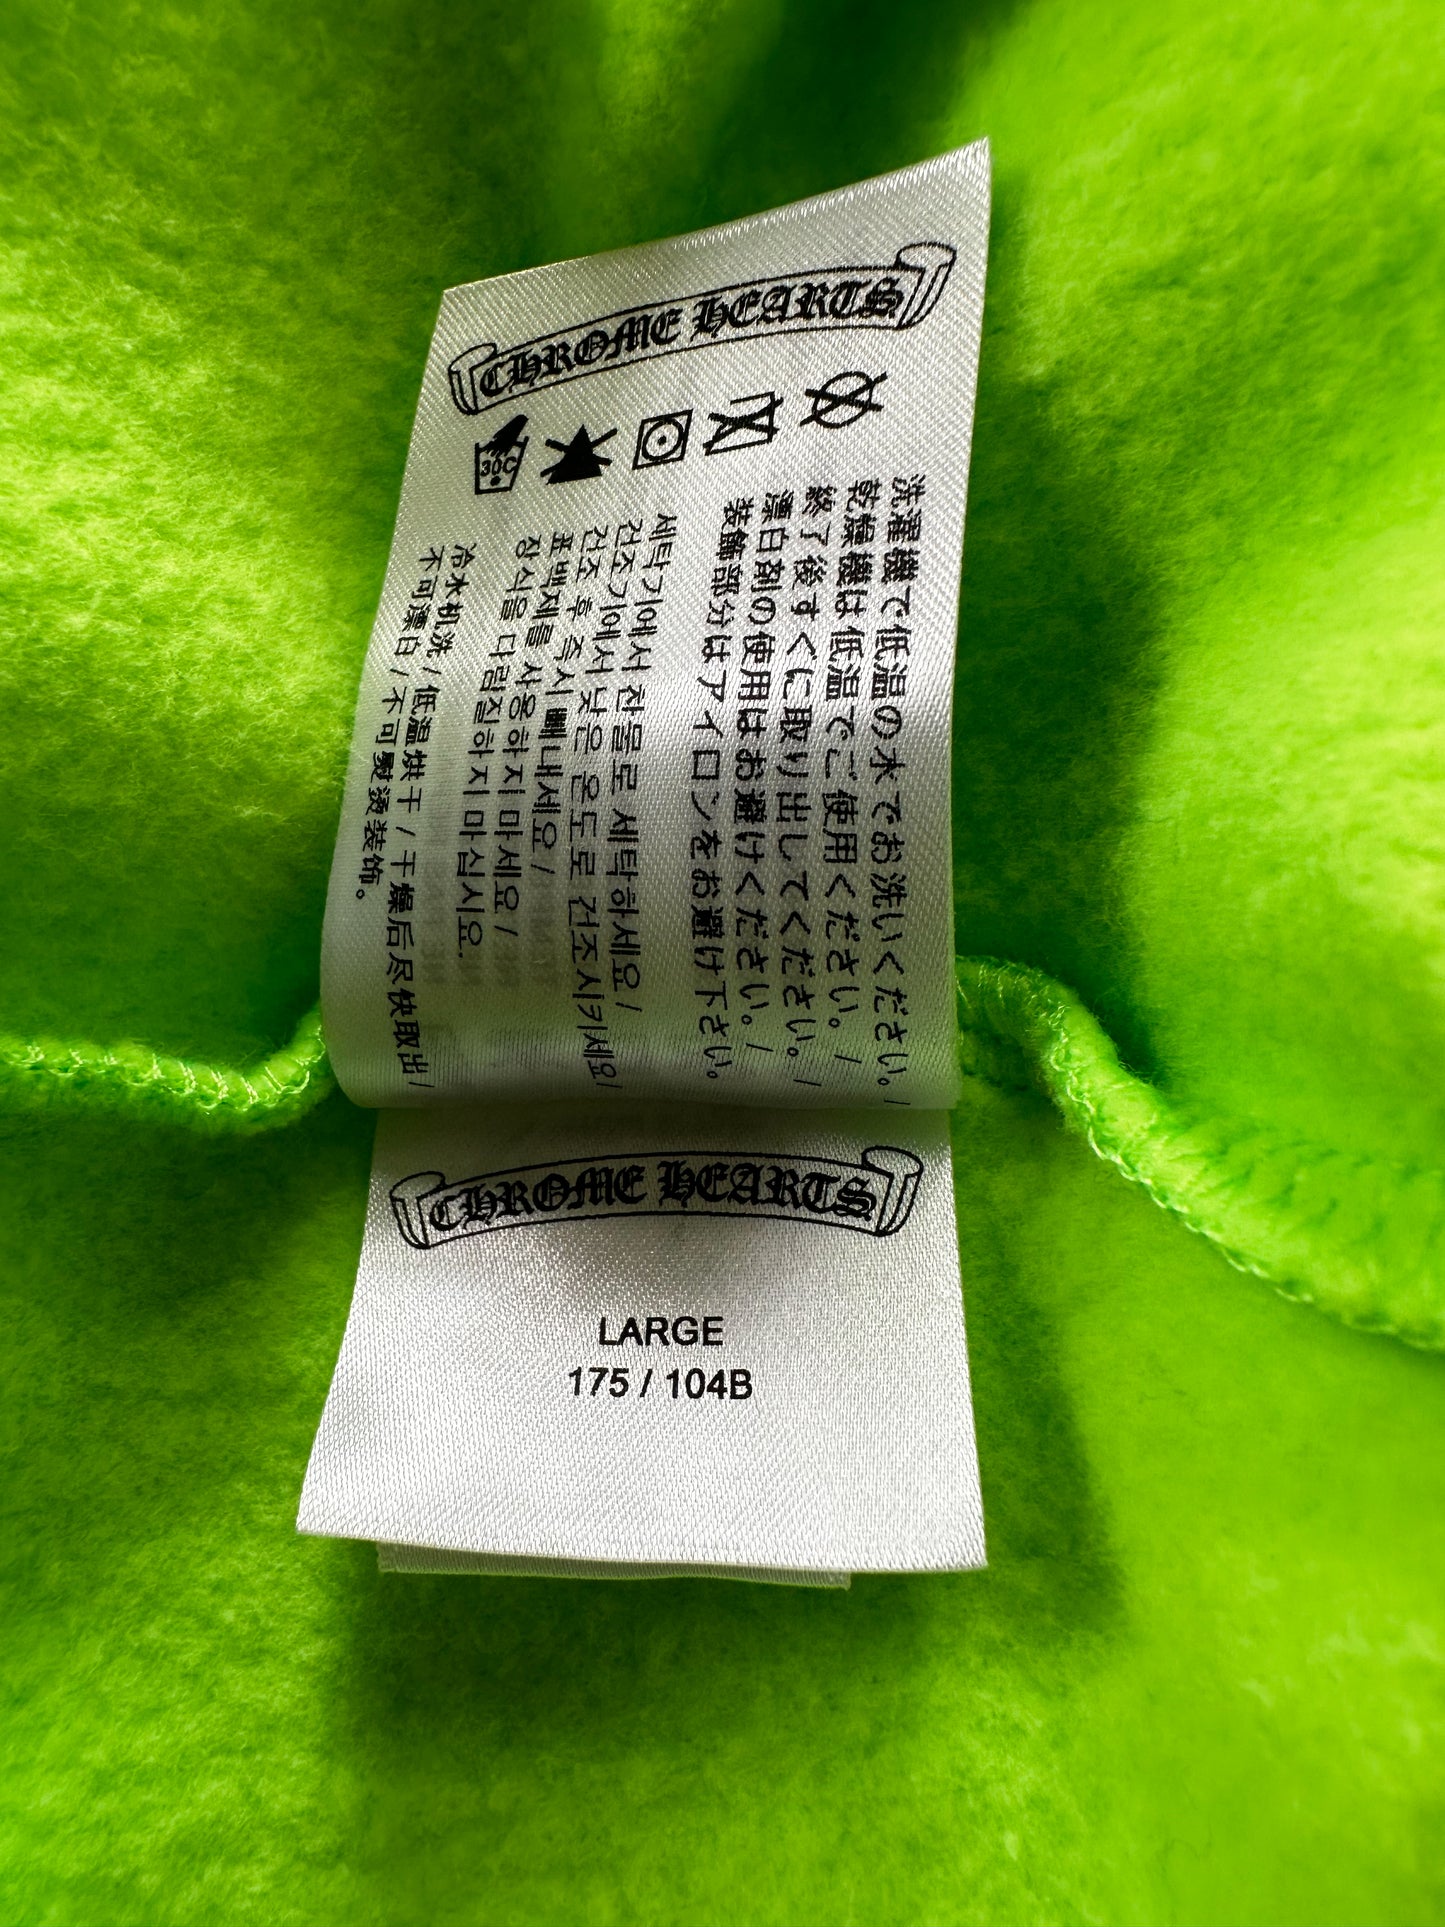 CHROME HEARTS
30C
洗濯機で低温の水でお洗いください。/
乾燥機は低温でご使用ください。/
終了後すぐに取り出してください。/
漂白剤の使用はお避けください。/
装飾部分はアイロンをお避け下さい。
세탁기에서 찬물로 세탁하세요/
건조기에서 낮은 온도로 건조시키세요/
건조 후 즉시 빼내세요/
표백제를 사용하지 마세요/
장식을 다림질하지 마십시요.
冷水机洗/低温烘干/干燥后尽快取出/
不可漂白/不可熨烫装饰。
CHROME HEARTS
LARGE
175 / 104B